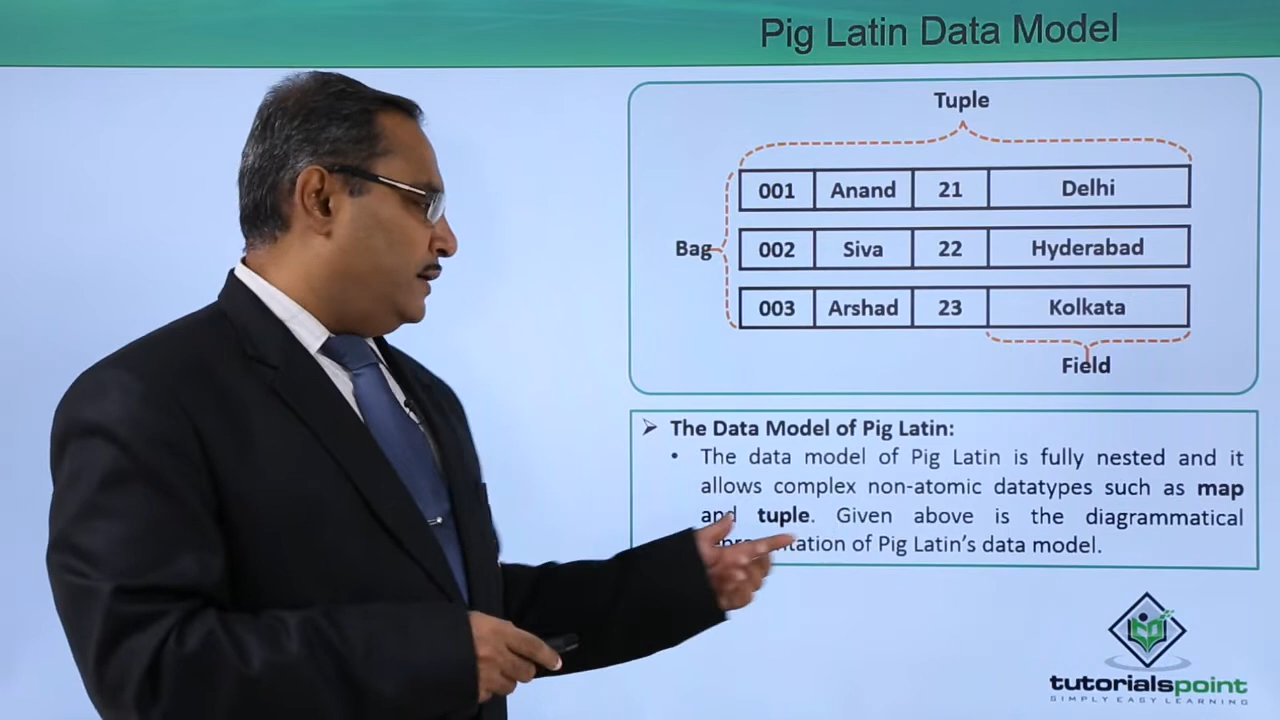 Pig Latin Data Model
Tuple
001 Anand 21 Delhi
Bag
002 Siva 22 Hyderabad
003 Arshad 23 Kolkata
Field
➢ The Data Model of Pig Latin:
• The data model of Pig Latin is fully nested and it
allows complex non-atomic datatypes such as map
and tuple. Given above is the diagrammatical
of Pig Latin's data model.
tutorialspoint
SIMPLY EASY LEARNING